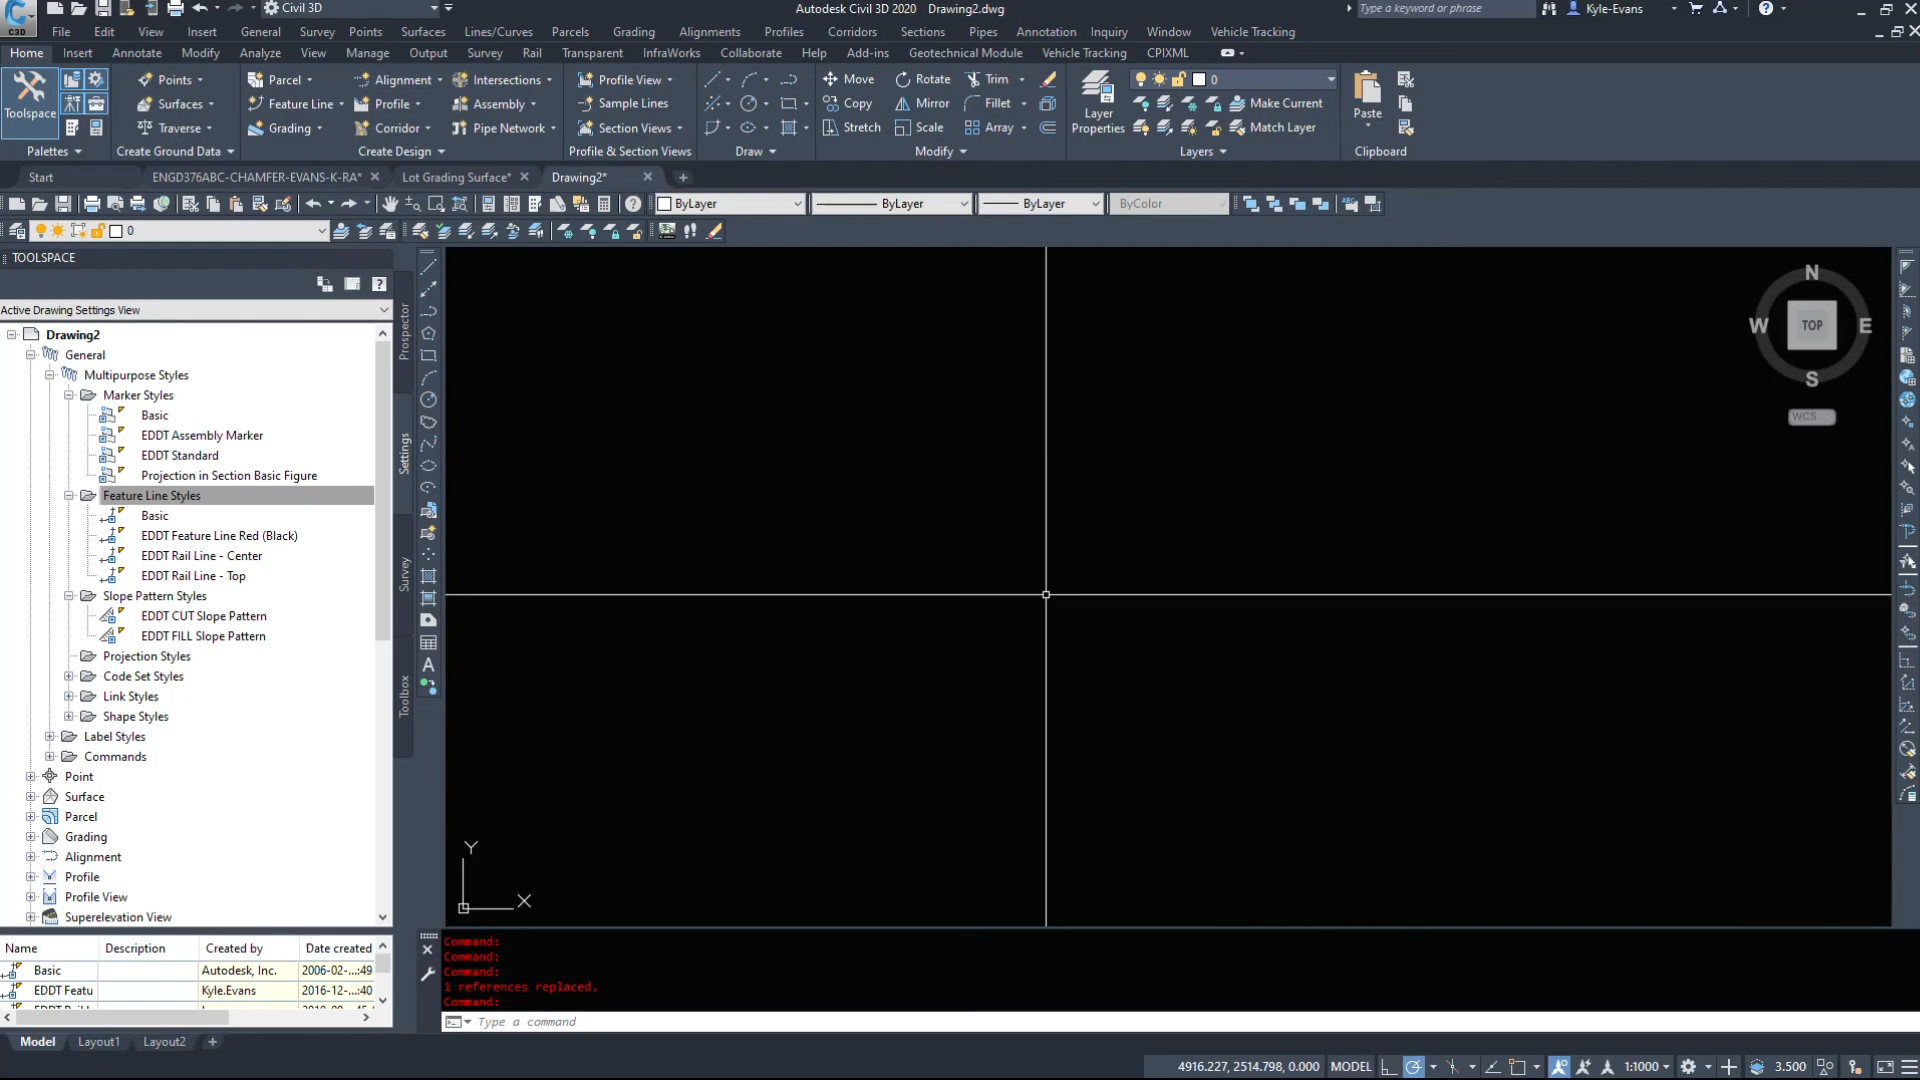 Civil 3D
Autodesk Civil 3D 2020 Drawing2.dwg
Type a keyword or phrase
Kyle-Evans
C3D
File Edit View Insert General Survey Points Surfaces Lines/Curves Parcels Grading Alignments Profiles Corridors Sections Pipes Annotation Inquiry Window Vehicle Tracking
Home Insert Annotate Modify Analyze View Manage Output Survey Rail Transparent InfraWorks Collaborate Help Add-ins Geotechnical Module Vehicle Tracking CPIXML
Points Parcel Alignment Intersections Profile View Move Rotate Trim 0
Toolspace Surfaces Feature Line Profile Assembly Sample Lines Copy Mirror Fillet Layer Properties Make Current Paste
Traverse Grading Corridor Pipe Network Section Views Stretch Scale Array Match Layer
Palettes Create Ground Data Create Design Profile & Section Views Draw Modify Layers Clipboard
Start ENGD376ABC-CHAMFER-EVANS-K-RA* Lot Grading Surface* Drawing2*
ByLayer ByLayer ByLayer ByColor
0
TOOLSPACE
Active Drawing Settings View
Drawing2
General
Multipurpose Styles
Marker Styles
Basic
EDDT Assembly Marker
EDDT Standard
Projection in Section Basic Figure
Feature Line Styles
Basic
EDDT Feature Line Red (Black)
EDDT Rail Line - Center
EDDT Rail Line - Top
Slope Pattern Styles
EDDT CUT Slope Pattern
EDDT FILL Slope Pattern
Projection Styles
Code Set Styles
Link Styles
Shape Styles
Label Styles
Commands
Point
Surface
Parcel
Grading
Alignment
Profile
Profile View
Superelevation View
Prospector
Settings
Survey
Toolbox
N
W TOP E
S
WCS
Y
X
Name Description Created by Date created
Basic Autodesk, Inc. 2006-02-...:49
EDDT Featu Kyle.Evans 2016-12-...:40
Command:
Command:
Command:
1 references replaced.
Command:
Type a command
Model Layout1 Layout2
4916.227, 2514.798, 0.000 MODEL 1:1000 3.500